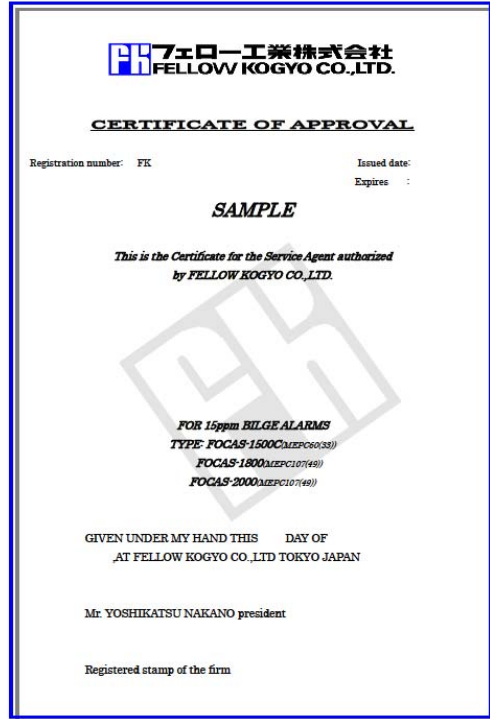 フェロー工業株式会社
FELLOW KOGYO CO.,LTD.
CERTIFICATE OF APPROVAL
Registration number: FK Issued date:
Expires :
SAMPLE
This is the Certificate for the Service Agent authorized
by FELLOW KOGYO CO.,LTD.
FOR 15ppm BILGE ALARMS
TYPE: FOCAS-1500C(MEPC60(33))
FOCAS-1800(MEPC107(49))
FOCAS-2000(MEPC107(49))
GIVEN UNDER MY HAND THIS DAY OF
,AT FELLOW KOGYO CO.,LTD TOKYO JAPAN
Mr. YOSHIKATSU NAKANO president
Registered stamp of the firm